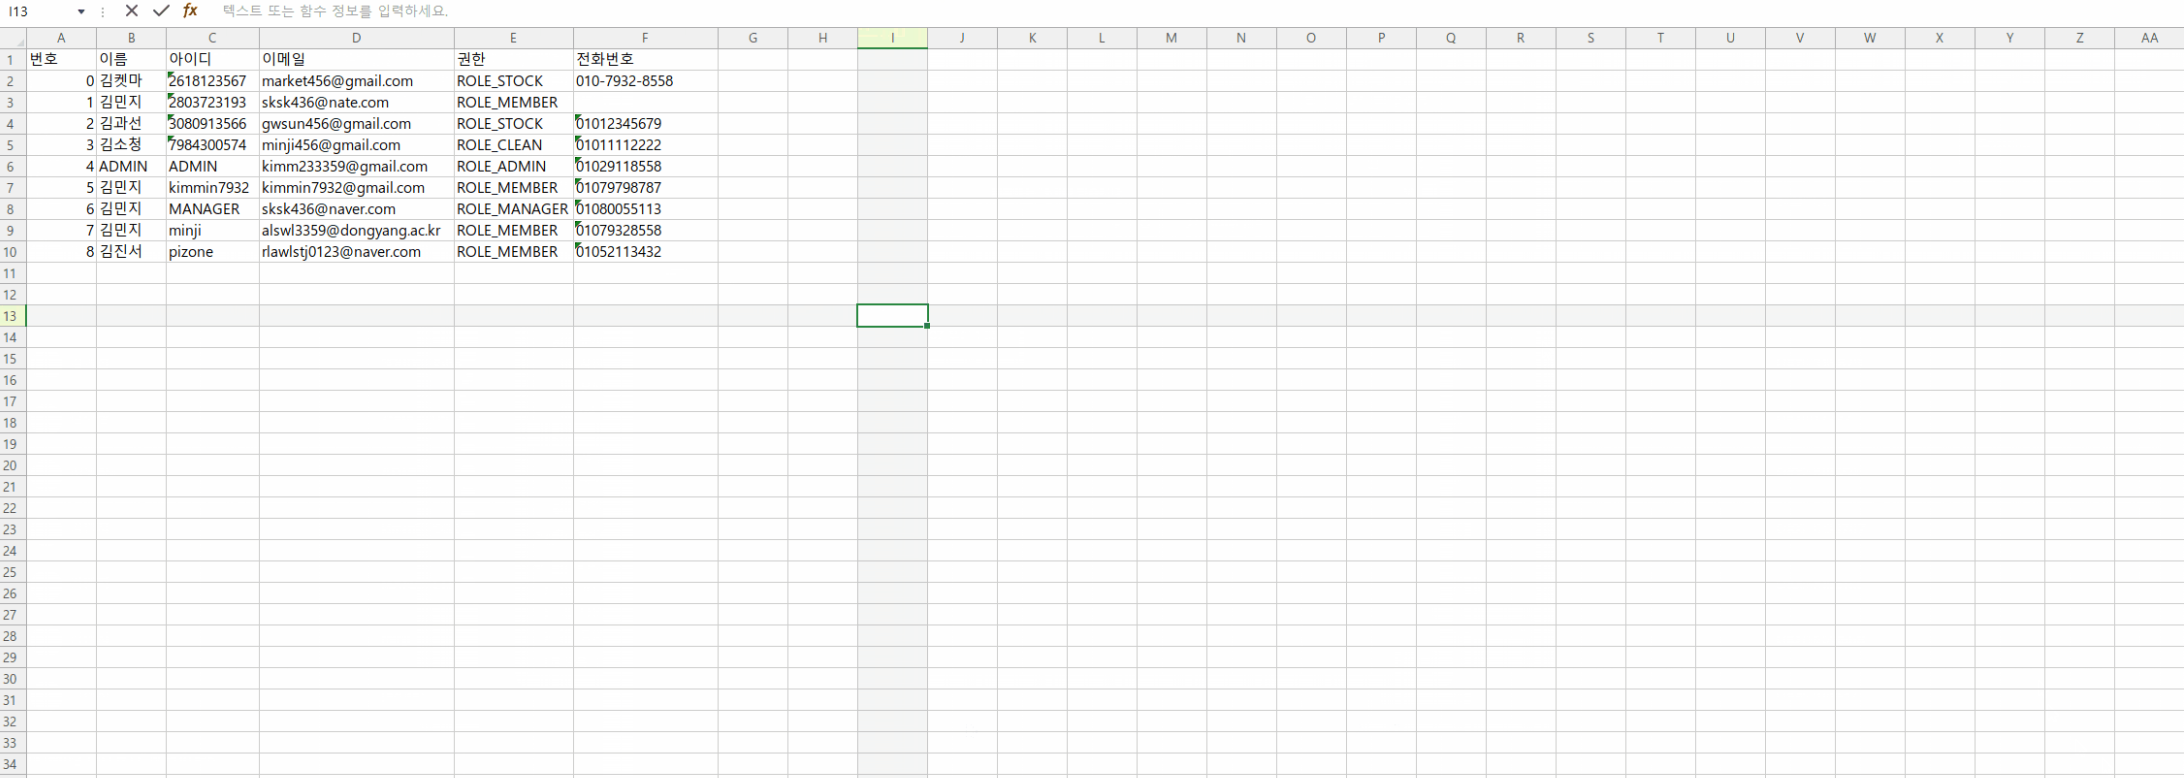 I13 fx 텍스트 또는 함수 정보를 입력하세요.
A B C D E F G H I J K L M N O P Q R S T U V W X Y Z AA
1 번호 이름 아이디 이메일 권한 전화번호
2 0 김켓마 2618123567 market456@gmail.com ROLE_STOCK 010-7932-8558
3 1 김민지 2803723193 sksk436@nate.com ROLE_MEMBER
4 2 김과선 3080913566 gwsun456@gmail.com ROLE_STOCK 01012345679
5 3 김소청 7984300574 minji456@gmail.com ROLE_CLEAN 01011112222
6 4 ADMIN ADMIN kimm233359@gmail.com ROLE_ADMIN 01029118558
7 5 김민지 kimmin7932 kimmin7932@gmail.com ROLE_MEMBER 01079798787
8 6 김민지 MANAGER sksk436@naver.com ROLE_MANAGER 01080055113
9 7 김민지 minji alswl3359@dongyang.ac.kr ROLE_MEMBER 01079328558
10 8 김진서 pizone rlawlstj0123@naver.com ROLE_MEMBER 01052113432
11
12
13
14
15
16
17
18
19
20
21
22
23
24
25
26
27
28
29
30
31
32
33
34